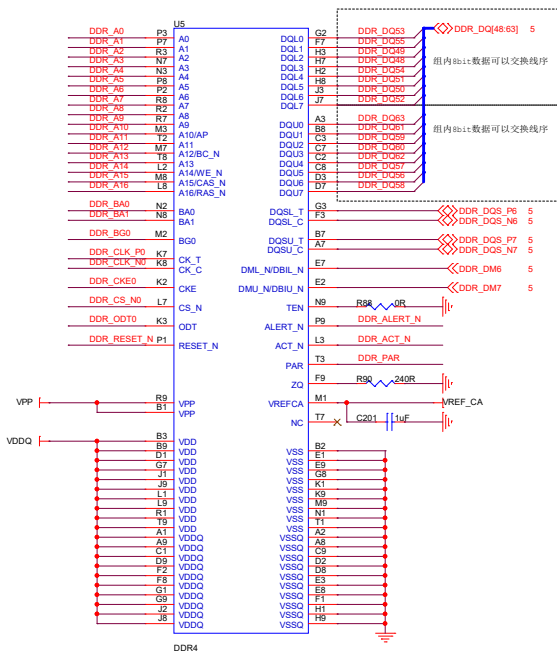 U5
DDR_A0 P3 A0 DQL0 G2 DDR_DQ53 DDR_DQ[48:63] 5
DDR_A1 P7 A1 DQL1 F7 DDR_DQ55
DDR_A2 R3 A2 DQL2 H3 DDR_DQ49
DDR_A3 N7 A3 DQL3 H7 DDR_DQ48
DDR_A4 N3 A4 DQL4 H2 DDR_DQ54
DDR_A5 P8 A5 DQL5 H8 DDR_DQ51
DDR_A6 P2 A6 DQL6 J3 DDR_DQ50
DDR_A7 R8 A7 DQL7 J7 DDR_DQ52
组内8bit数据可以交换线序
DDR_A8 R2 A8
DDR_A9 R7 A9 DQU0 A3 DDR_DQ63
DDR_A10 M3 A10/AP DQU1 B8 DDR_DQ61
DDR_A11 T2 A11 DQU2 C3 DDR_DQ59
DDR_A12 M7 A12/BC_N DQU3 C7 DDR_DQ60
DDR_A13 T8 A13 DQU4 C2 DDR_DQ62
DDR_A14 L2 A14/WE_N DQU5 C8 DDR_DQ57
DDR_A15 M8 A15/CAS_N DQU6 D3 DDR_DQ56
DDR_A16 L8 A16/RAS_N DQU7 D7 DDR_DQ58
组内8bit数据可以交换线序
DDR_BA0 N2 BA0 DQSL_T G3 DDR_DQS_P6 5
DDR_BA1 N8 BA1 DQSL_C F3 DDR_DQS_N6 5
DDR_BG0 M2 BG0 DQSU_T B7 DDR_DQS_P7 5
DQSU_C A7 DDR_DQS_N7 5
DDR_CLK_P0 K7 CK_T
DDR_CLK_N0 K8 CK_C DML_N/DBIL_N E7 DDR_DM6 5
DDR_CKE0 K2 CKE DMU_N/DBIU_N E2 DDR_DM7 5
DDR_CS_N0 L7 CS_N TEN N9 R88 0R
DDR_ODT0 K3 ODT ALERT_N P9 DDR_ALERT_N
DDR_RESET_N P1 RESET_N ACT_N L3 DDR_ACT_N
PAR T3 DDR_PAR
ZQ F9 R90 240R
VPP R9 VPP VREFCA M1 VREF_CA
B1 VPP
NC T7 C201 1uF
VDDQ B3 VDD VSS B2
B9 VDD VSS E1
D1 VDD VSS E9
G7 VDD VSS G8
J1 VDD VSS K1
J9 VDD VSS K9
L1 VDD VSS M9
L9 VDD VSS N1
R1 VDD VSS T1
T9 VDD VSSQ A2
A1 VDDQ VSSQ A8
A9 VDDQ VSSQ C9
C1 VDDQ VSSQ D2
D9 VDDQ VSSQ D8
F2 VDDQ VSSQ E3
F8 VDDQ VSSQ E8
G1 VDDQ VSSQ F1
G9 VDDQ VSSQ H1
J2 VDDQ VSSQ H9
J8 VDDQ
DDR4